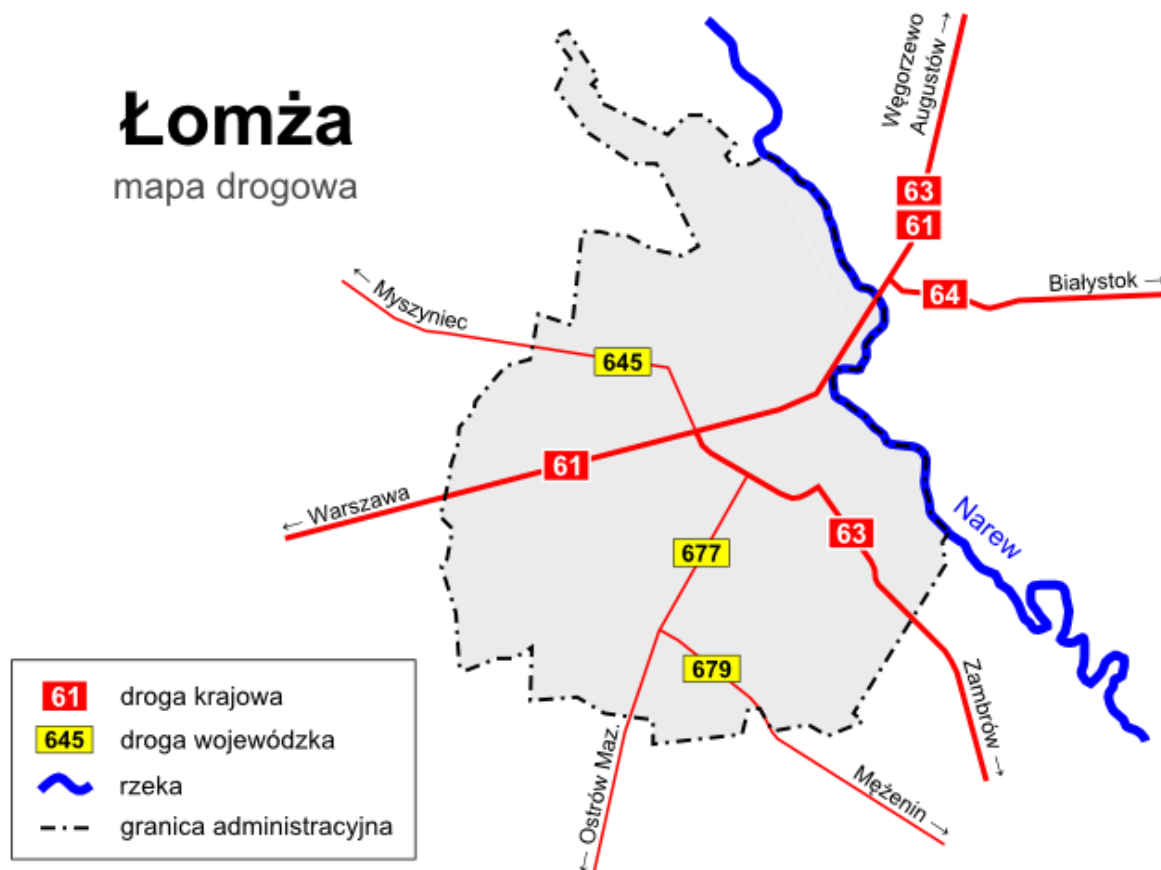 Łomża
mapa drogowa
Węgorzewo
Augustów →
63
61
64
Białystok →
← Myszyniec
645
61
← Warszawa
63
677
Narew
679
Zambrów →
← Ostrów Maz.
Mężenin →
61 droga krajowa
645 droga wojewódzka
rzeka
granica administracyjna